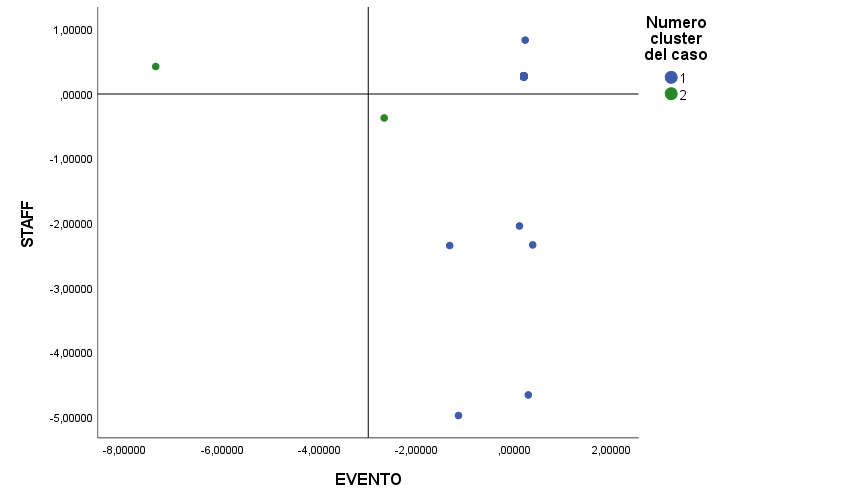 Numero
cluster
del caso
1
2
1,00000
,00000
-1,00000
-2,00000
-3,00000
-4,00000
-5,00000
STAFF
-8,00000 -6,00000 -4,00000 -2,00000 ,00000 2,00000
EVENTO